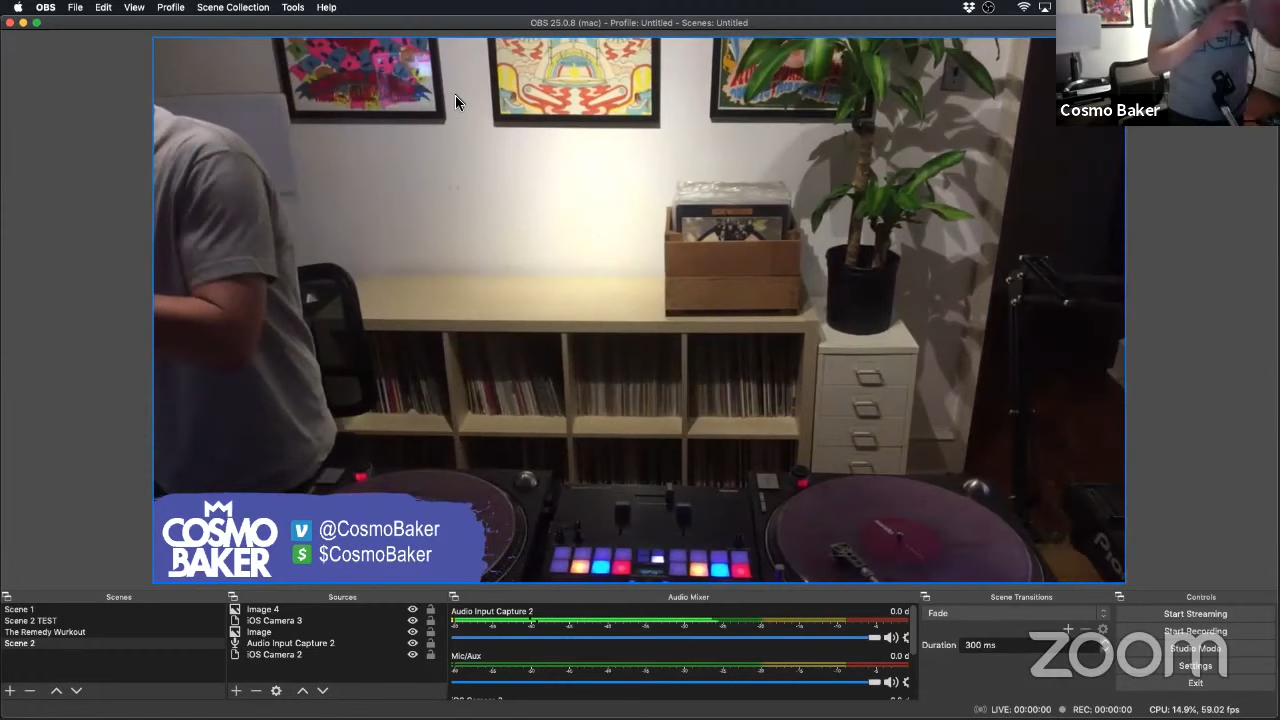 OBS File Edit View Profile Scene Collection Tools Help
OBS 25.0.8 (mac) - Profile: Untitled - Scenes: Untitled
Cosmo Baker
COSMO BAKER
@CosmoBaker
$CosmoBaker
Scenes
Scene 1
Scene 2 TEST
The Remedy Workout
Scene 2
Sources
Image 4
iOS Camera 3
Image
Audio Input Capture 2
iOS Camera 2
Audio Mixer
Audio Input Capture 2 0.0 d
Mic/Aux 0.0 d
0.0 d
Scene Transitions
Fade
Duration 300 ms
Controls
Start Streaming
Start Recording
Studio Mode
Settings
Exit
zoom
LIVE: 00:00:00 REC: 00:00:00 CPU: 14.9%, 59.02 fps